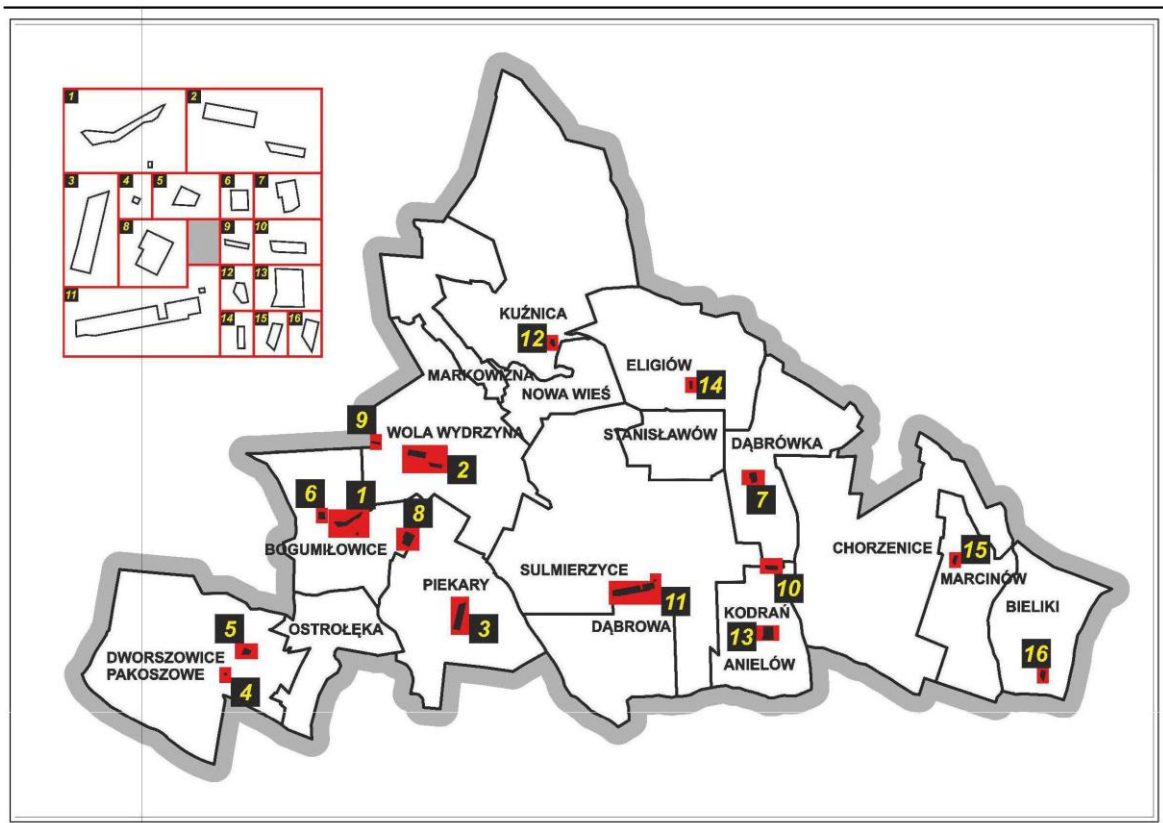 1 2
3 4 5 6 7
8 9 10
12 13
11
14 15 16
KUŹNICA
12
ELIGIÓW
MARKOWIZNA
14
NOWA WIEŚ
9
WOLA WYDRZYNA
STANISŁAWÓW
DĄBRÓWKA
2
7
6 1
8
BOGUMIŁOWICE
CHORZENICE
15
SULMIERZYCE
MARCINÓW
10
PIEKARY
11
BIELIKI
KODRAŃ
3
DĄBROWA
OSTROŁĘKA
5
13
DWORSZOWICE
PAKOSZOWE
ANIELÓW
16
4